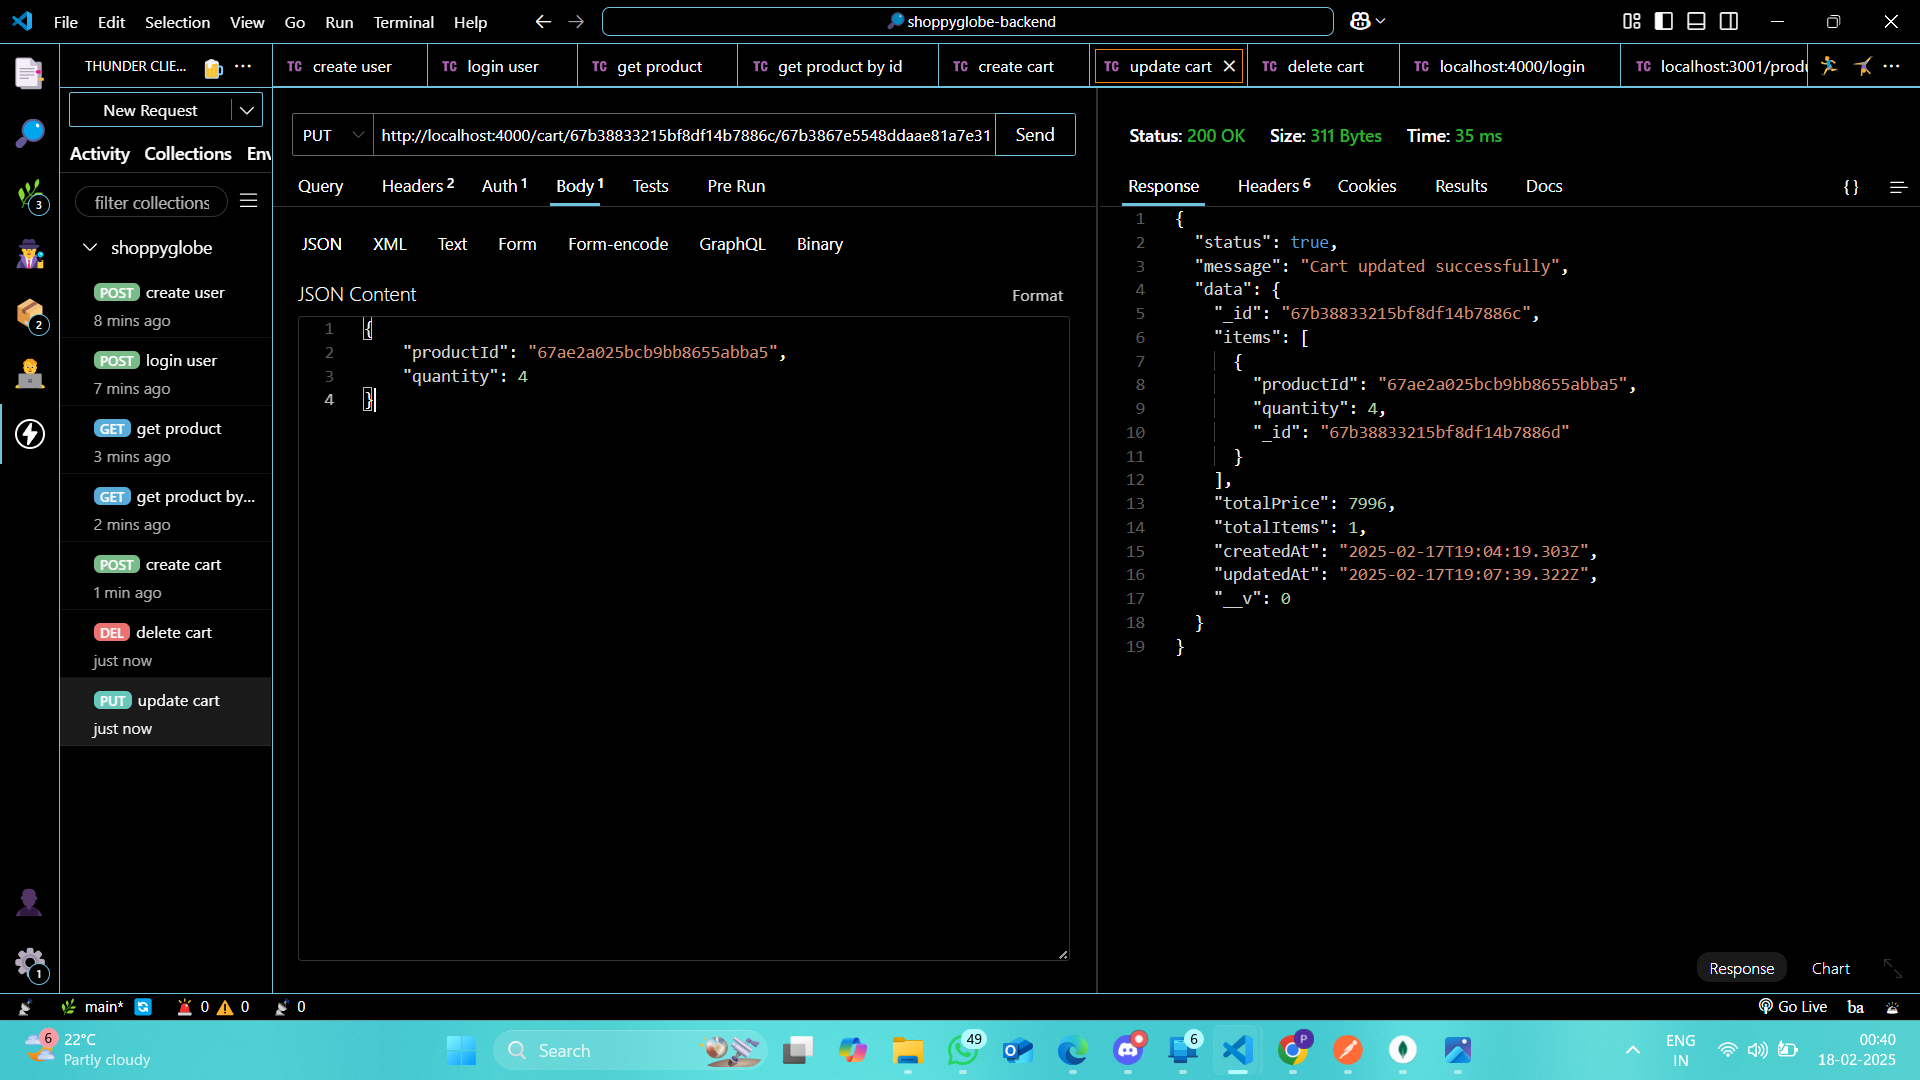 File Edit Selection View Go Run Terminal Help
shoppyglobe-backend
THUNDER CLIE...
TC create user
TC login user
TC get product
TC get product by id
TC create cart
TC update cart
TC delete cart
TC localhost:4000/login
TC localhost:3001/produ
New Request
Activity Collections Env
filter collections
shoppyglobe
POST create user
8 mins ago
POST login user
7 mins ago
GET get product
3 mins ago
GET get product by...
2 mins ago
POST create cart
1 min ago
DEL delete cart
just now
PUT update cart
just now
3
2
1
PUT http://localhost:4000/cart/67b38833215bf8df14b7886c/67b3867e5548ddaae81a7e31 Send
Query Headers 2 Auth 1 Body 1 Tests Pre Run
JSON XML Text Form Form-encode GraphQL Binary
JSON Content
Format
1 {
2 "productId": "67ae2a025bcb9bb8655abba5",
3 "quantity": 4
4 }
Status: 200 OK Size: 311 Bytes Time: 35 ms
Response Headers 6 Cookies Results Docs {}
1 {
2 "status": true,
3 "message": "Cart updated successfully",
4 "data": {
5 "_id": "67b38833215bf8df14b7886c",
6 "items": [
7 {
8 "productId": "67ae2a025bcb9bb8655abba5",
9 "quantity": 4,
10 "_id": "67b38833215bf8df14b7886d"
11 }
12 ],
13 "totalPrice": 7996,
14 "totalItems": 1,
15 "createdAt": "2025-02-17T19:04:19.303Z",
16 "updatedAt": "2025-02-17T19:07:39.322Z",
17 "__v": 0
18 }
19 }
Response Chart
main* 0 0 0
Go Live ba
6 22°C
Partly cloudy
Search
49
6
P
ENG
IN
00:40
18-02-2025